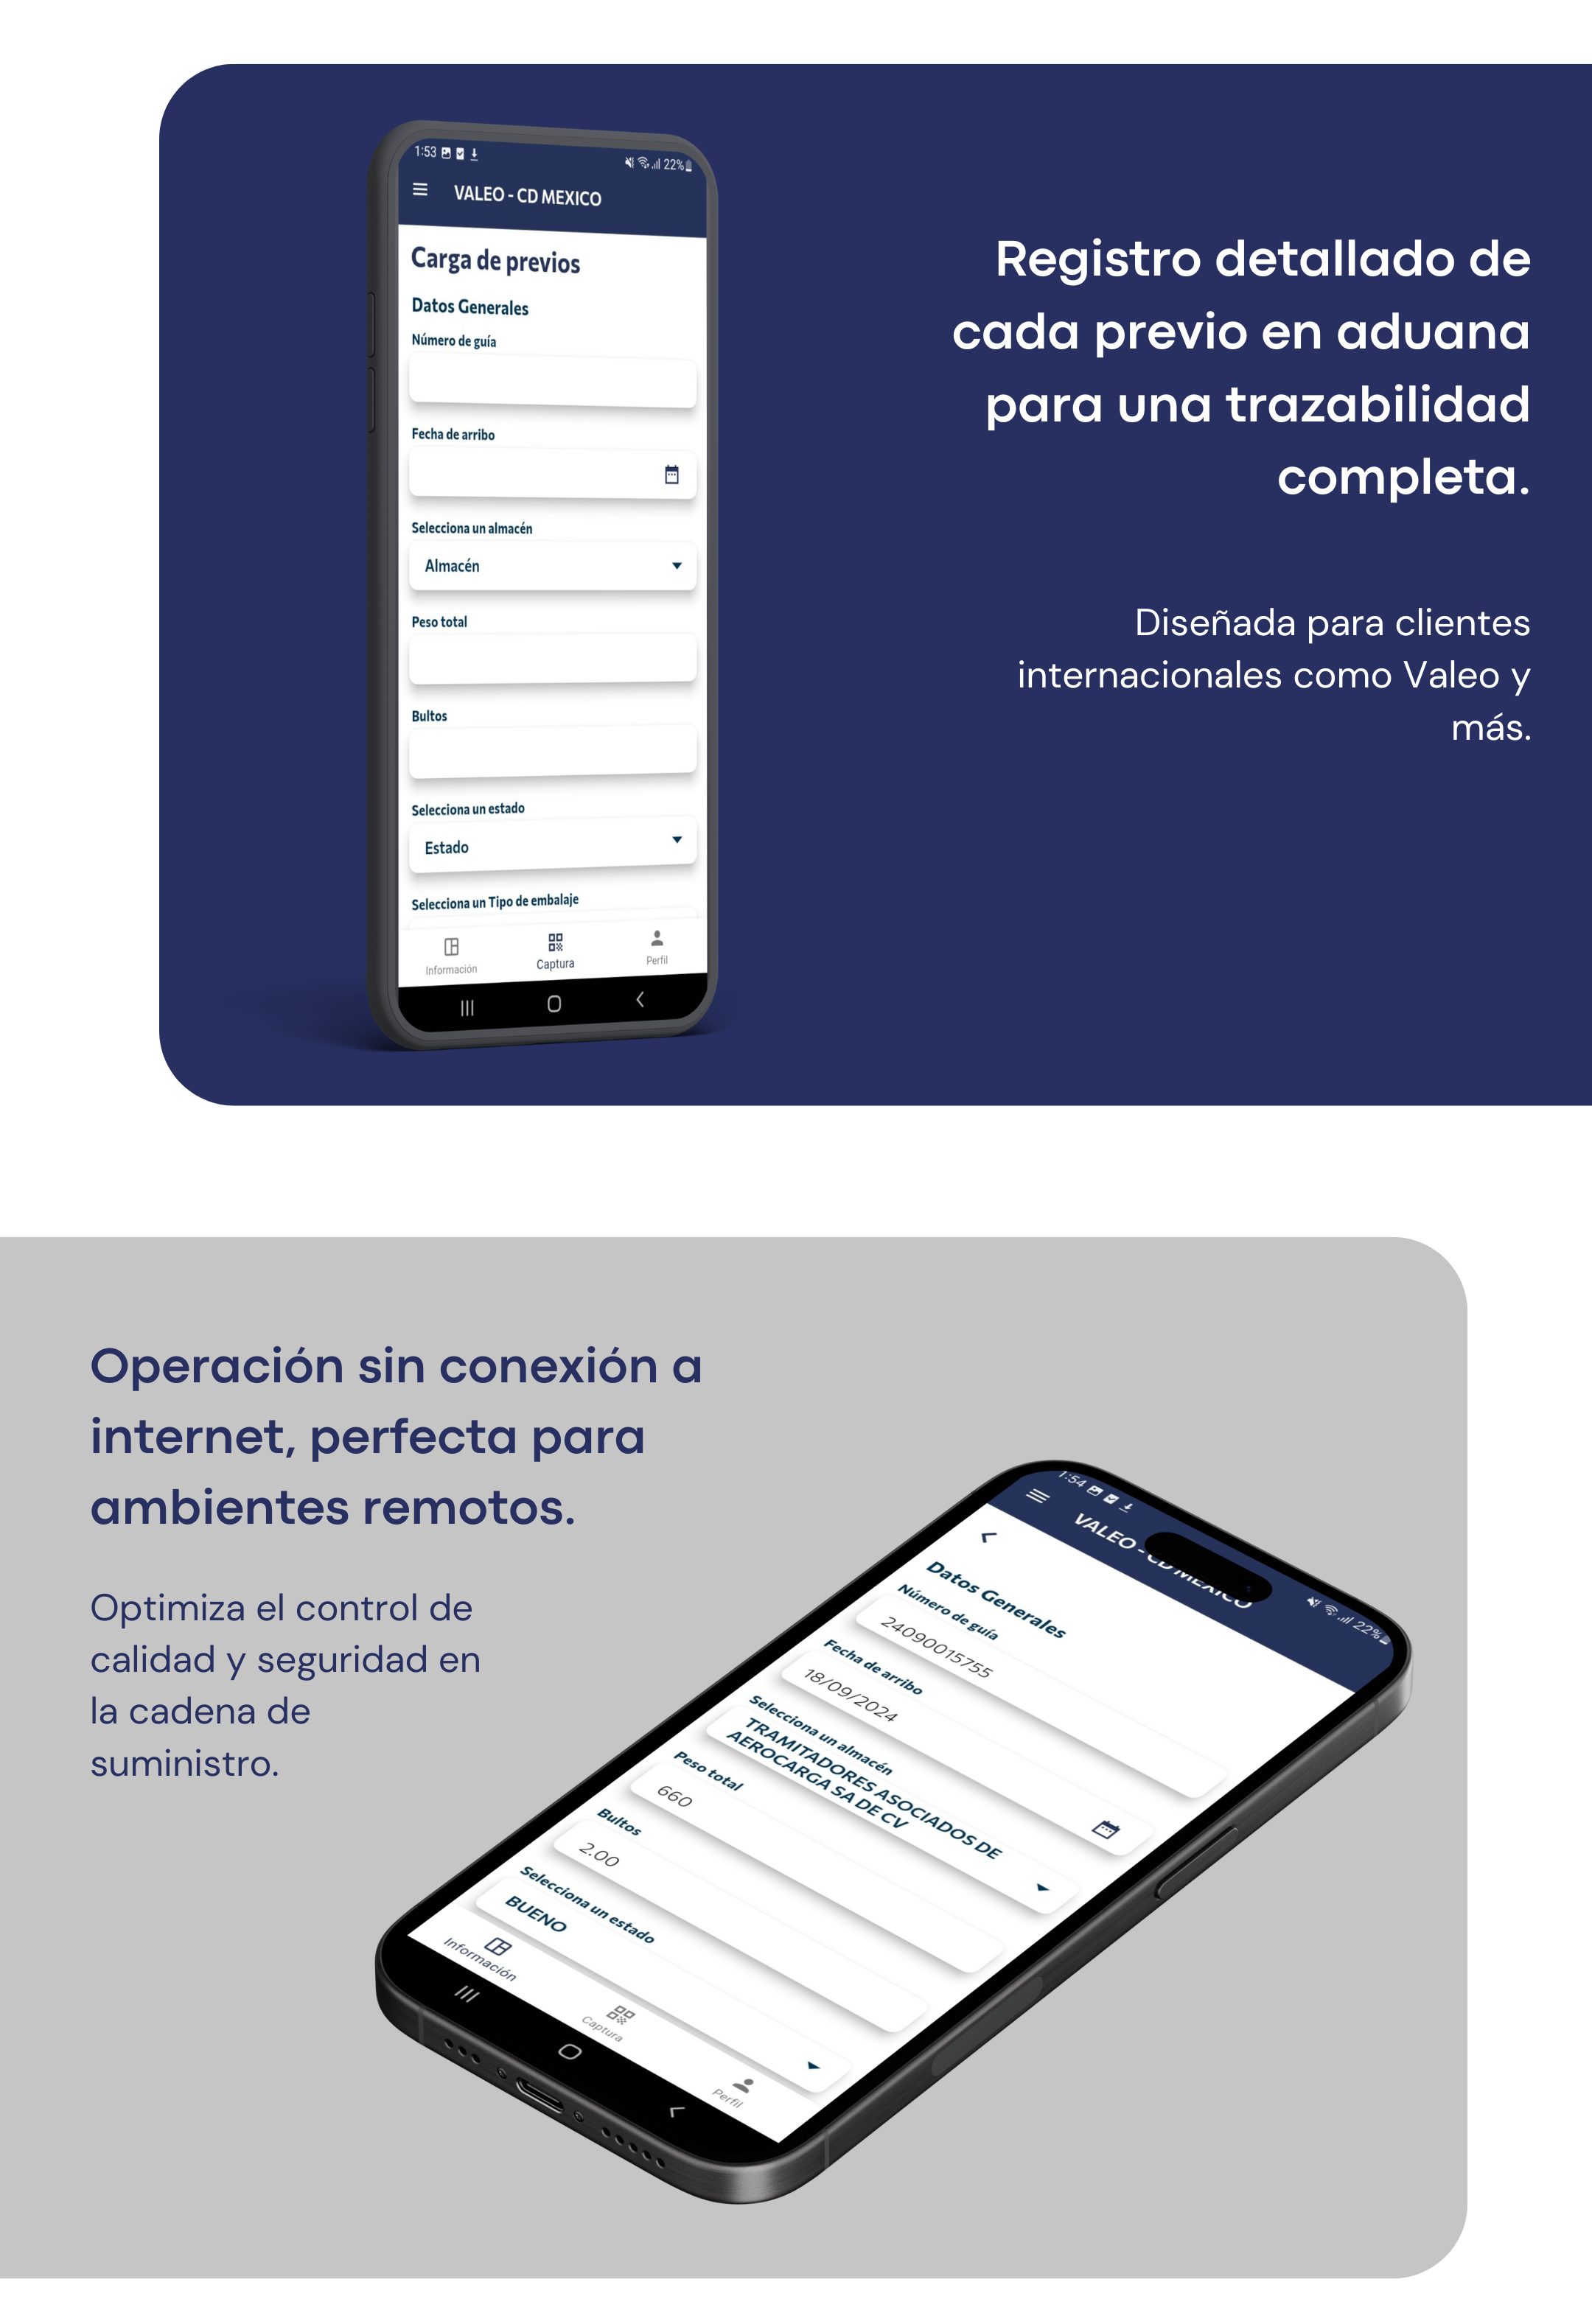 1:53
22%
VALEO - CD MEXICO
Carga de previos
Datos Generales
Número de guía
Fecha de arribo
Selecciona un almacén
Almacén
Peso total
Bultos
Selecciona un estado
Estado
Selecciona un Tipo de embalaje
Información
Captura
Perfil
Registro detallado de
cada previo en aduana
para una trazabilidad
completa.
Diseñada para clientes
internacionales como Valeo y
más.
Operación sin conexión a
internet, perfecta para
ambientes remotos.
Optimiza el control de
calidad y seguridad en
la cadena de
suministro.
1:54
22%
VALEO - CD MEXICO
Datos Generales
Número de guía
24090015755
Fecha de arribo
18/09/2024
Selecciona un almacén
TRAMITADORES ASOCIADOS DE
AEROCARGA SA DE CV
Peso total
660
Bultos
2.00
Selecciona un estado
BUENO
Información
Captura
Perfil